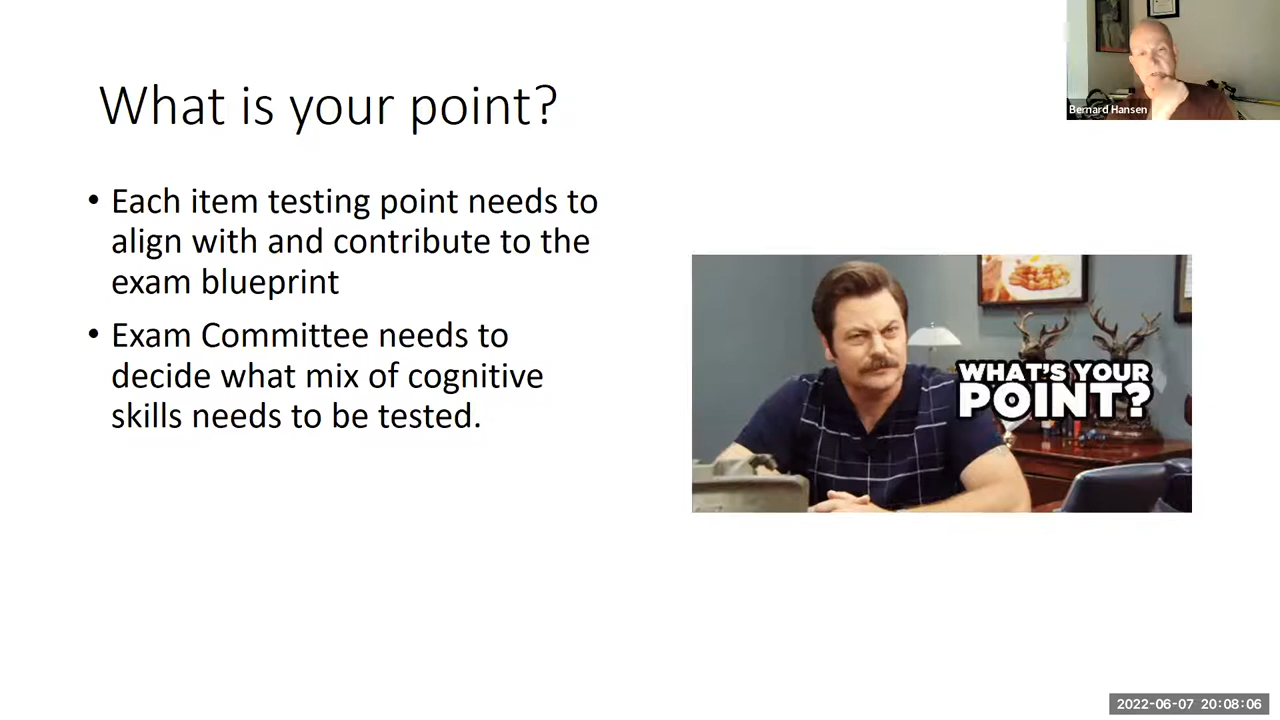 What is your point?
Bernard Hansen
• Each item testing point needs to
align with and contribute to the
exam blueprint
• Exam Committee needs to
decide what mix of cognitive
skills needs to be tested.
WHAT'S YOUR
POINT?
2022-06-07 20:08:06